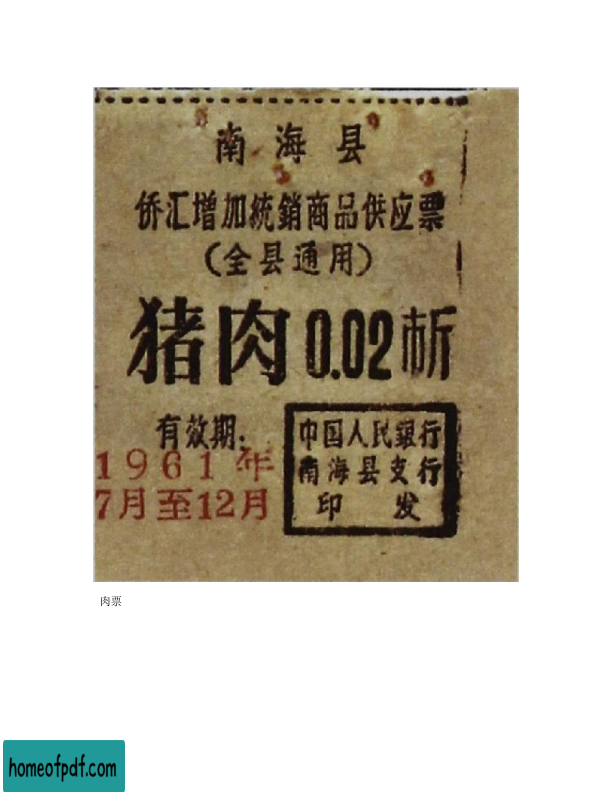 南海县
侨汇增加統銷商品供应票
(全县通用)
猪肉0.02市斤
有效期:
1961年
7月至12月
中国人民銀行
南海县支行
印发
肉票
homeofpdf.com